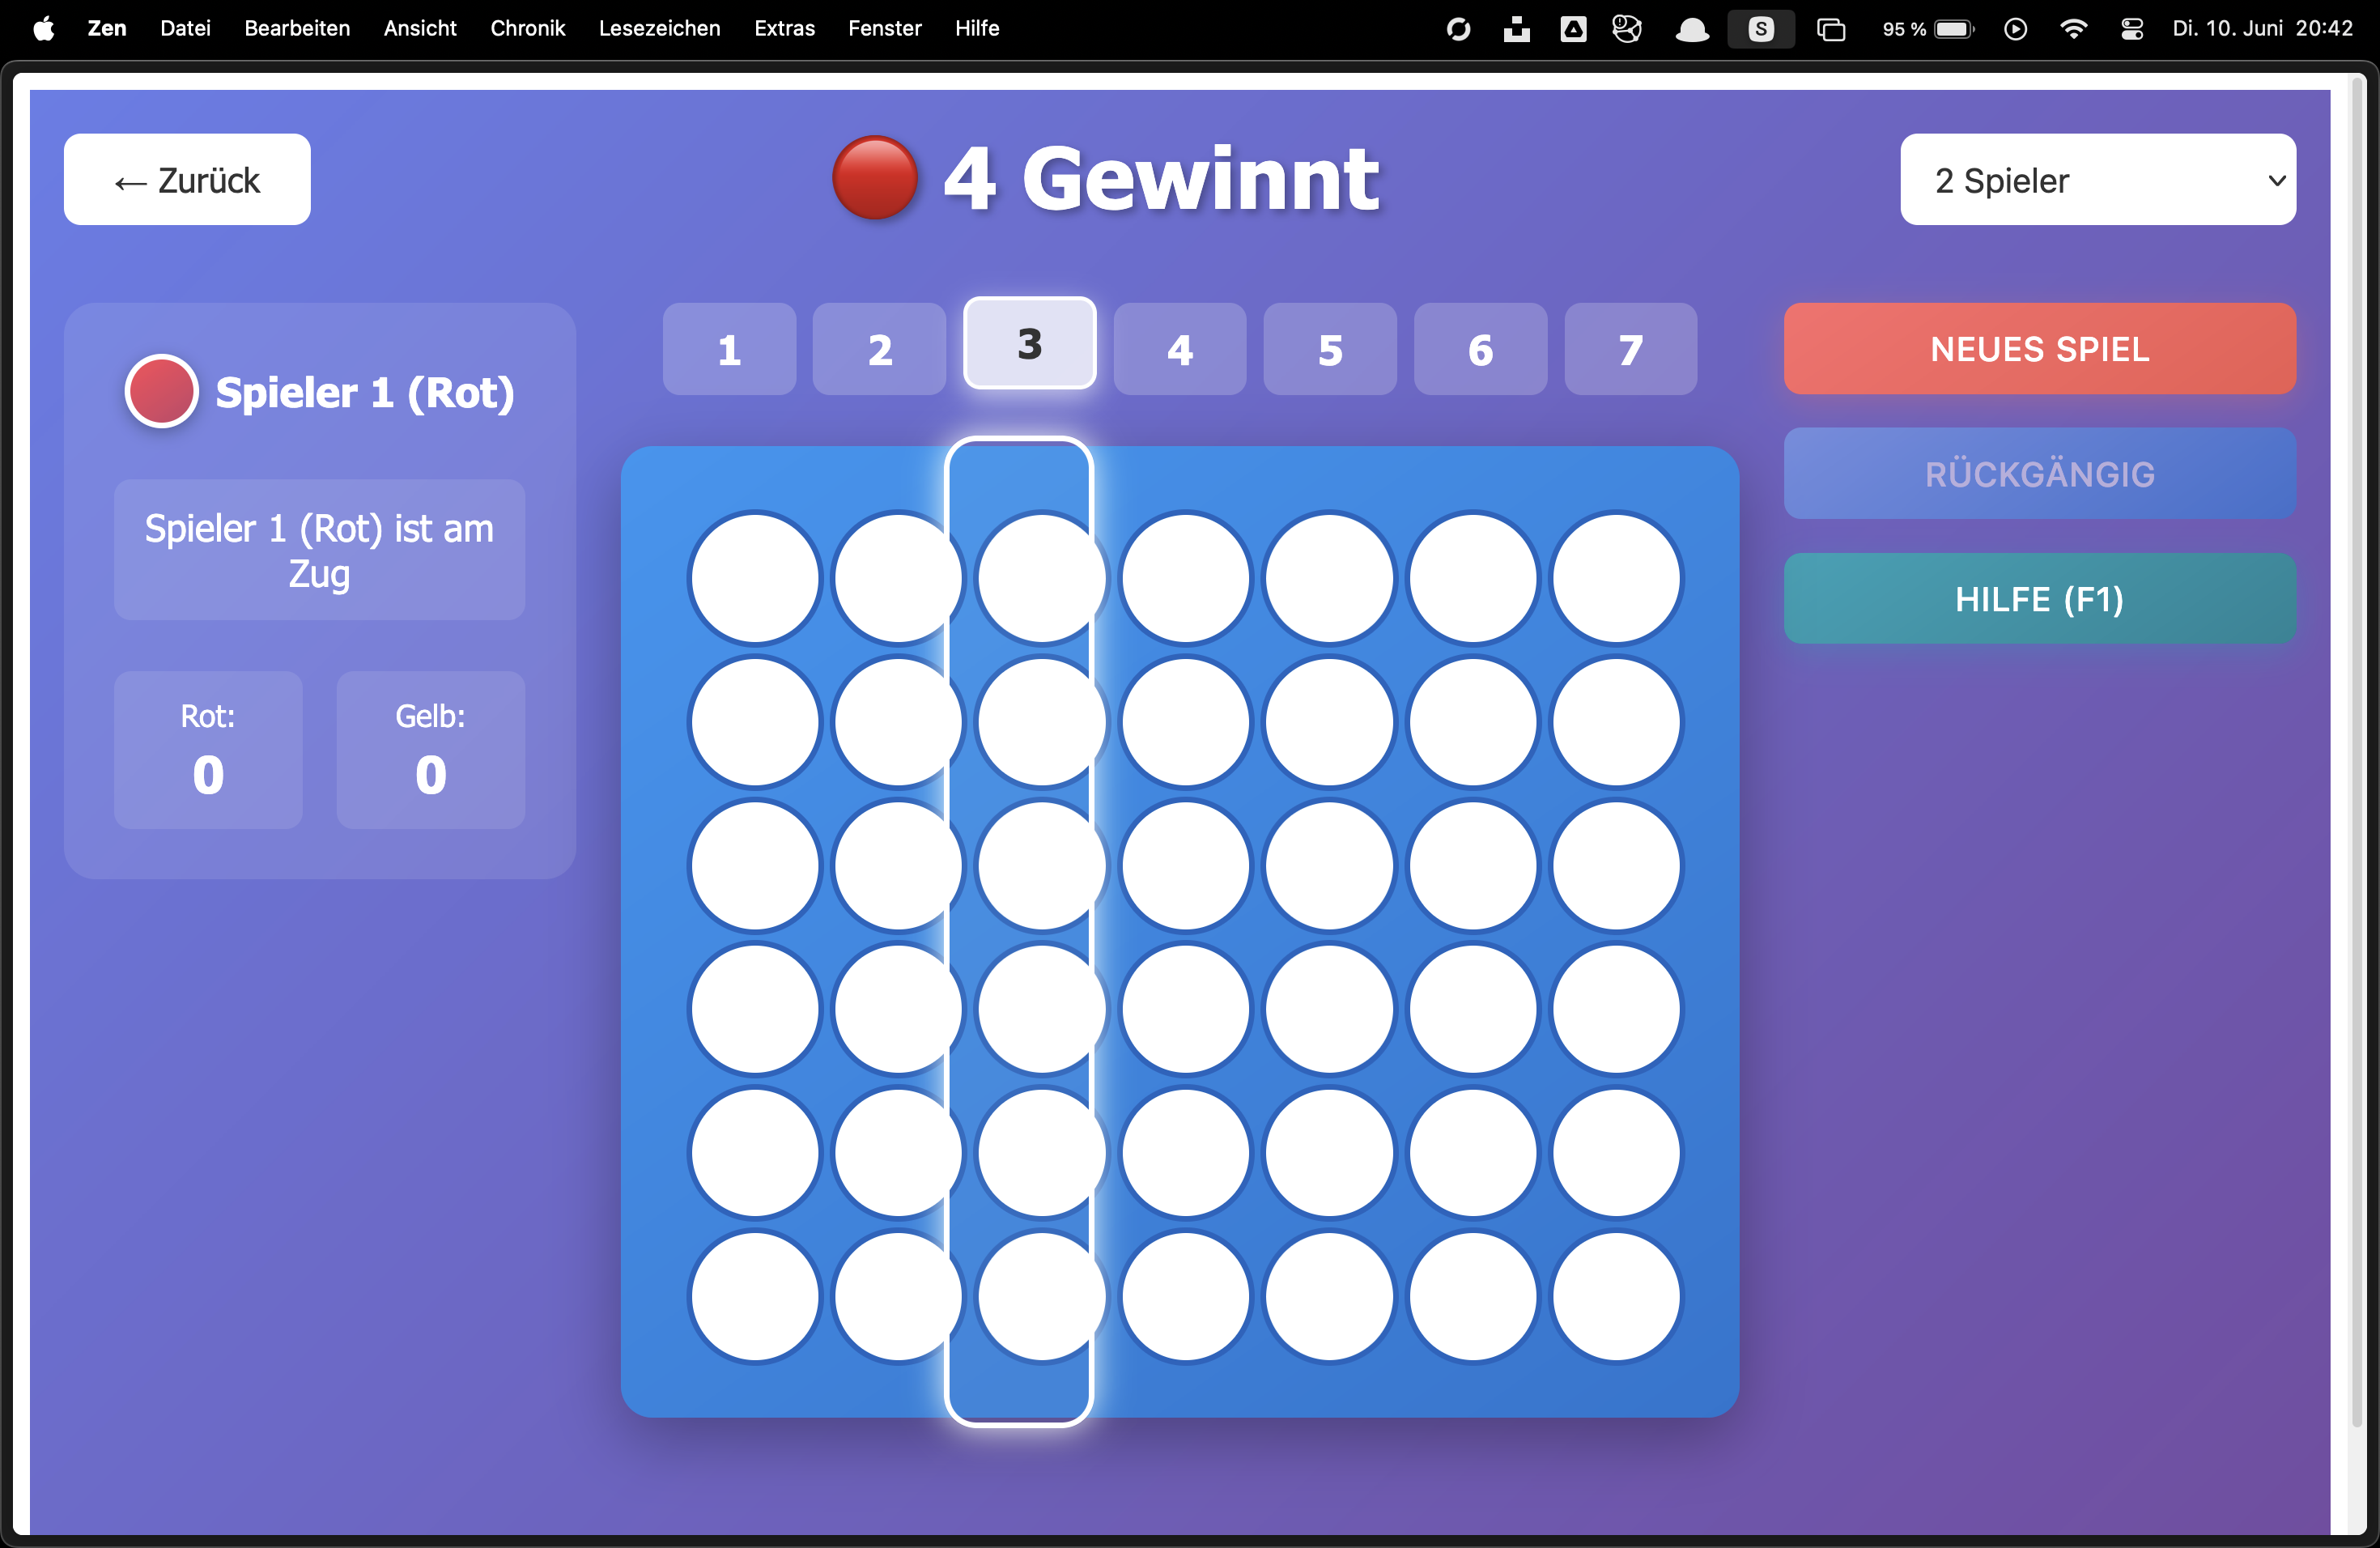 Zen Datei Bearbeiten Ansicht Chronik Lesezeichen Extras Fenster Hilfe S 95 % Di. 10. Juni 20:42
← Zurück
4 Gewinnt
2 Spieler
Spieler 1 (Rot)
Spieler 1 (Rot) ist am
Zug
Rot:
0
Gelb:
0
1 2 3 4 5 6 7
NEUES SPIEL
RÜCKGÄNGIG
HILFE (F1)